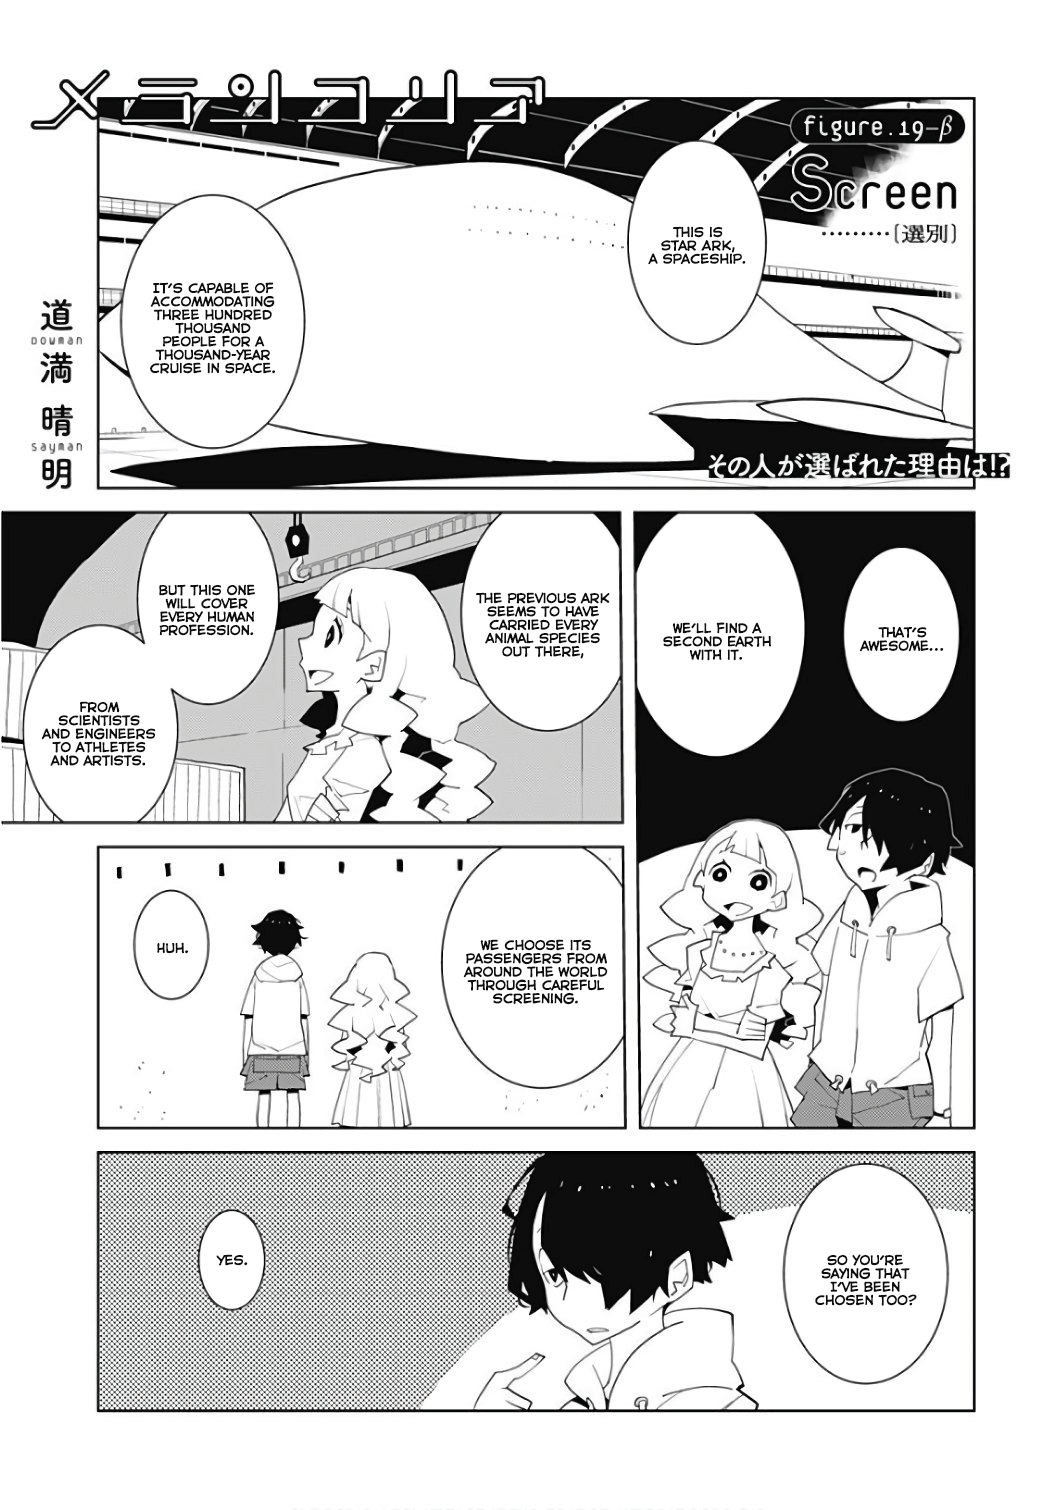 メランコリア
figure.19-β
Screen
………〔選別〕
道満 晴明
Dowman
sayman
THIS IS
STAR ARK,
A SPACESHIP.
IT'S CAPABLE OF
ACCOMMODATING
THREE HUNDRED
THOUSAND
PEOPLE FOR A
THOUSAND-YEAR
CRUISE IN SPACE.
その人が選ばれた理由は!?
THAT'S
AWESOME...
WE'LL FIND A
SECOND EARTH
WITH IT.
THE PREVIOUS ARK
SEEMS TO HAVE
CARRIED EVERY
ANIMAL SPECIES
OUT THERE,
BUT THIS ONE
WILL COVER
EVERY HUMAN
PROFESSION.
FROM
SCIENTISTS
AND ENGINEERS
TO ATHLETES
AND ARTISTS.
WE CHOOSE ITS
PASSENGERS FROM
AROUND THE WORLD
THROUGH CAREFUL
SCREENING.
HUH.
SO YOU'RE
SAYING THAT
I'VE BEEN
CHOSEN TOO?
YES.